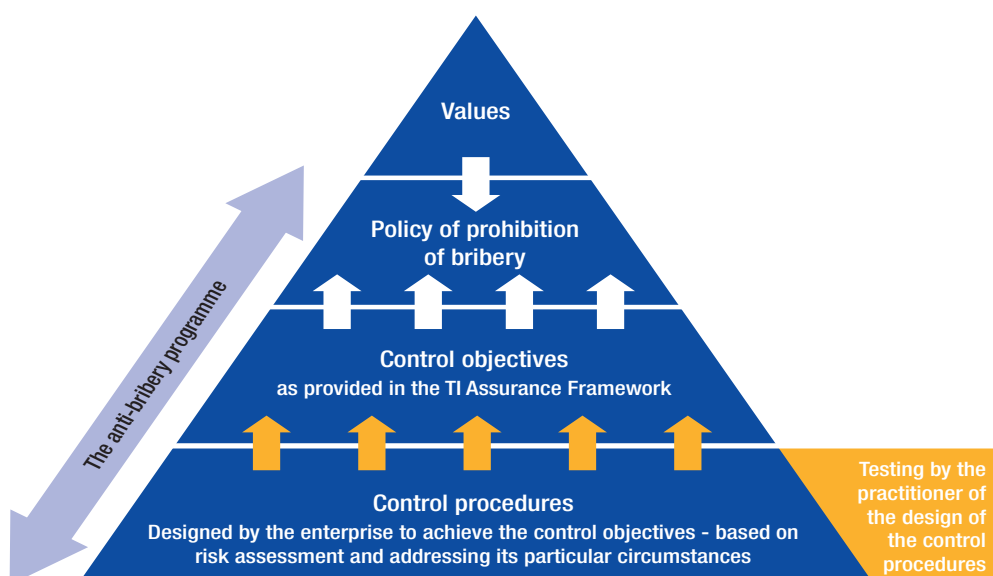 Values
Policy of prohibition
of bribery
The anti-bribery programme
Control objectives
as provided in the TI Assurance Framework
Control procedures
Designed by the enterprise to achieve the control objectives - based on
risk assessment and addressing its particular circumstances
Testing by the
practitioner of
the design of
the control
procedures